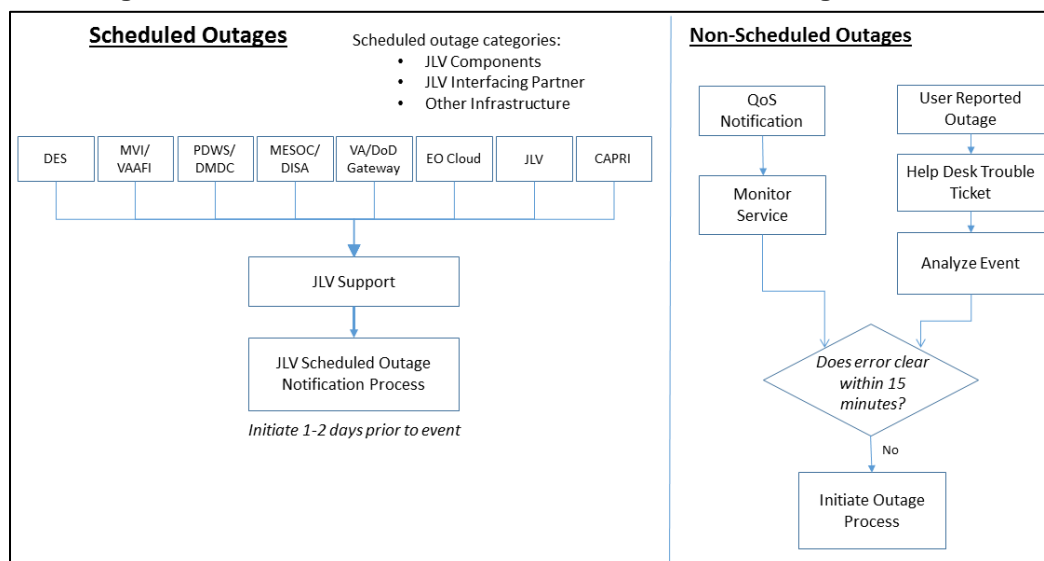 Scheduled Outages
Scheduled outage categories:
• JLV Components
• JLV Interfacing Partner
• Other Infrastructure
DES
MVI/
VAAFI
PDWS/
DMDC
MESOC/
DISA
VA/DoD
Gateway
EO Cloud
JLV
CAPRI
JLV Support
JLV Scheduled Outage
Notification Process
Initiate 1-2 days prior to event
Non-Scheduled Outages
QoS
Notification
User Reported
Outage
Monitor
Service
Help Desk Trouble
Ticket
Analyze Event
Does error clear
within 15
minutes?
No
Initiate Outage
Process